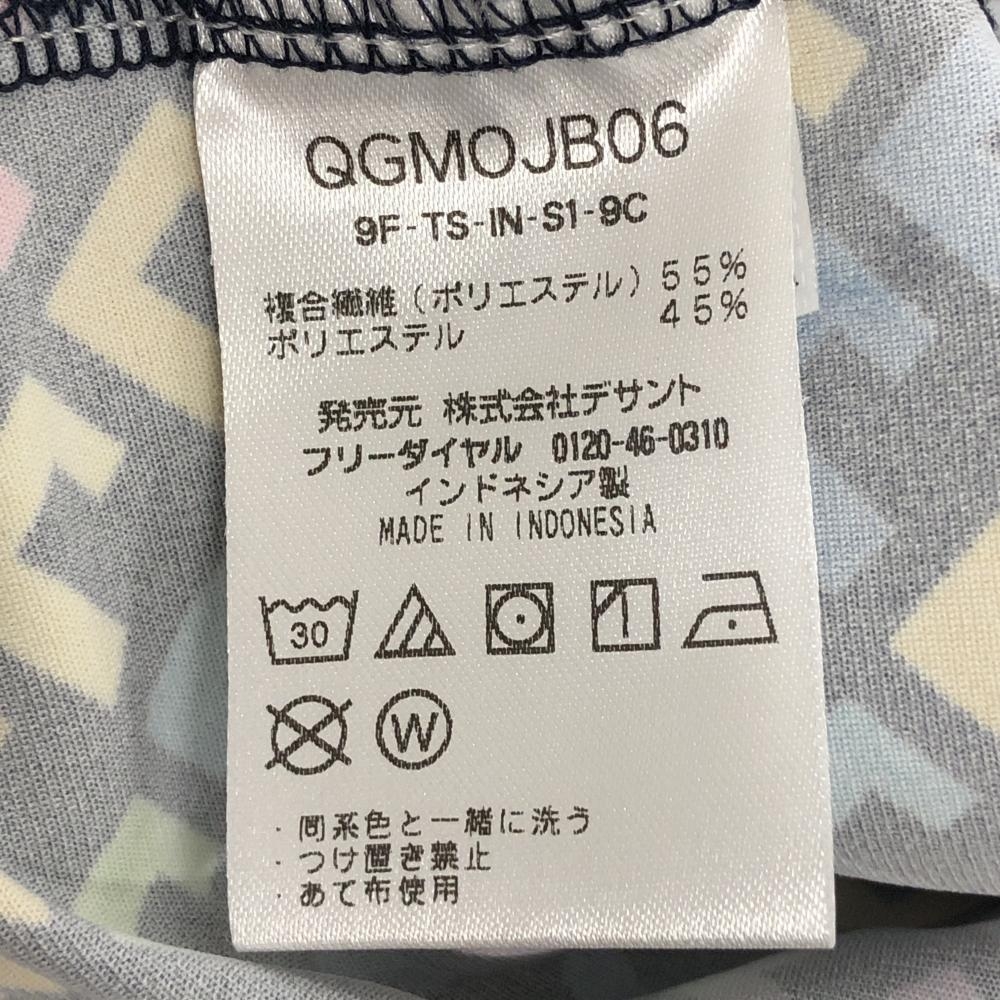 QGMOJB06
9F-TS-IN-S1-9C
複合繊維（ポリエステル）55%
ポリエステル 45%
発売元 株式会社デサント
フリーダイヤル 0120-46-0310
インドネシア製
MADE IN INDONESIA
30
W
・同系色と一緒に洗う
・つけ置き禁止
・あて布使用